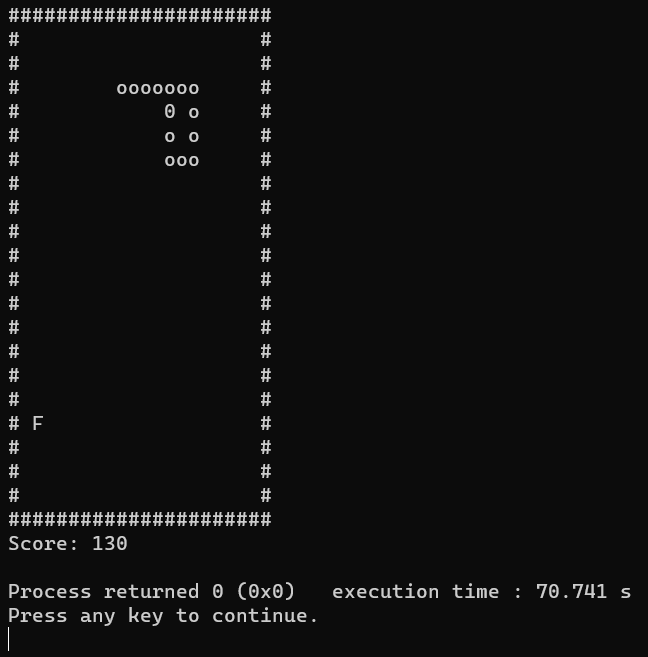 ######################
#                    #
#                    #
#        ooooooo     #
#            0 o     #
#            o o     #
#            ooo     #
#                    #
#                    #
#                    #
#                    #
#                    #
#                    #
#                    #
#                    #
#                    #
#                    #
# F                  #
#                    #
#                    #
#                    #
######################
Score: 130

Process returned 0 (0x0)   execution time : 70.741 s
Press any key to continue.